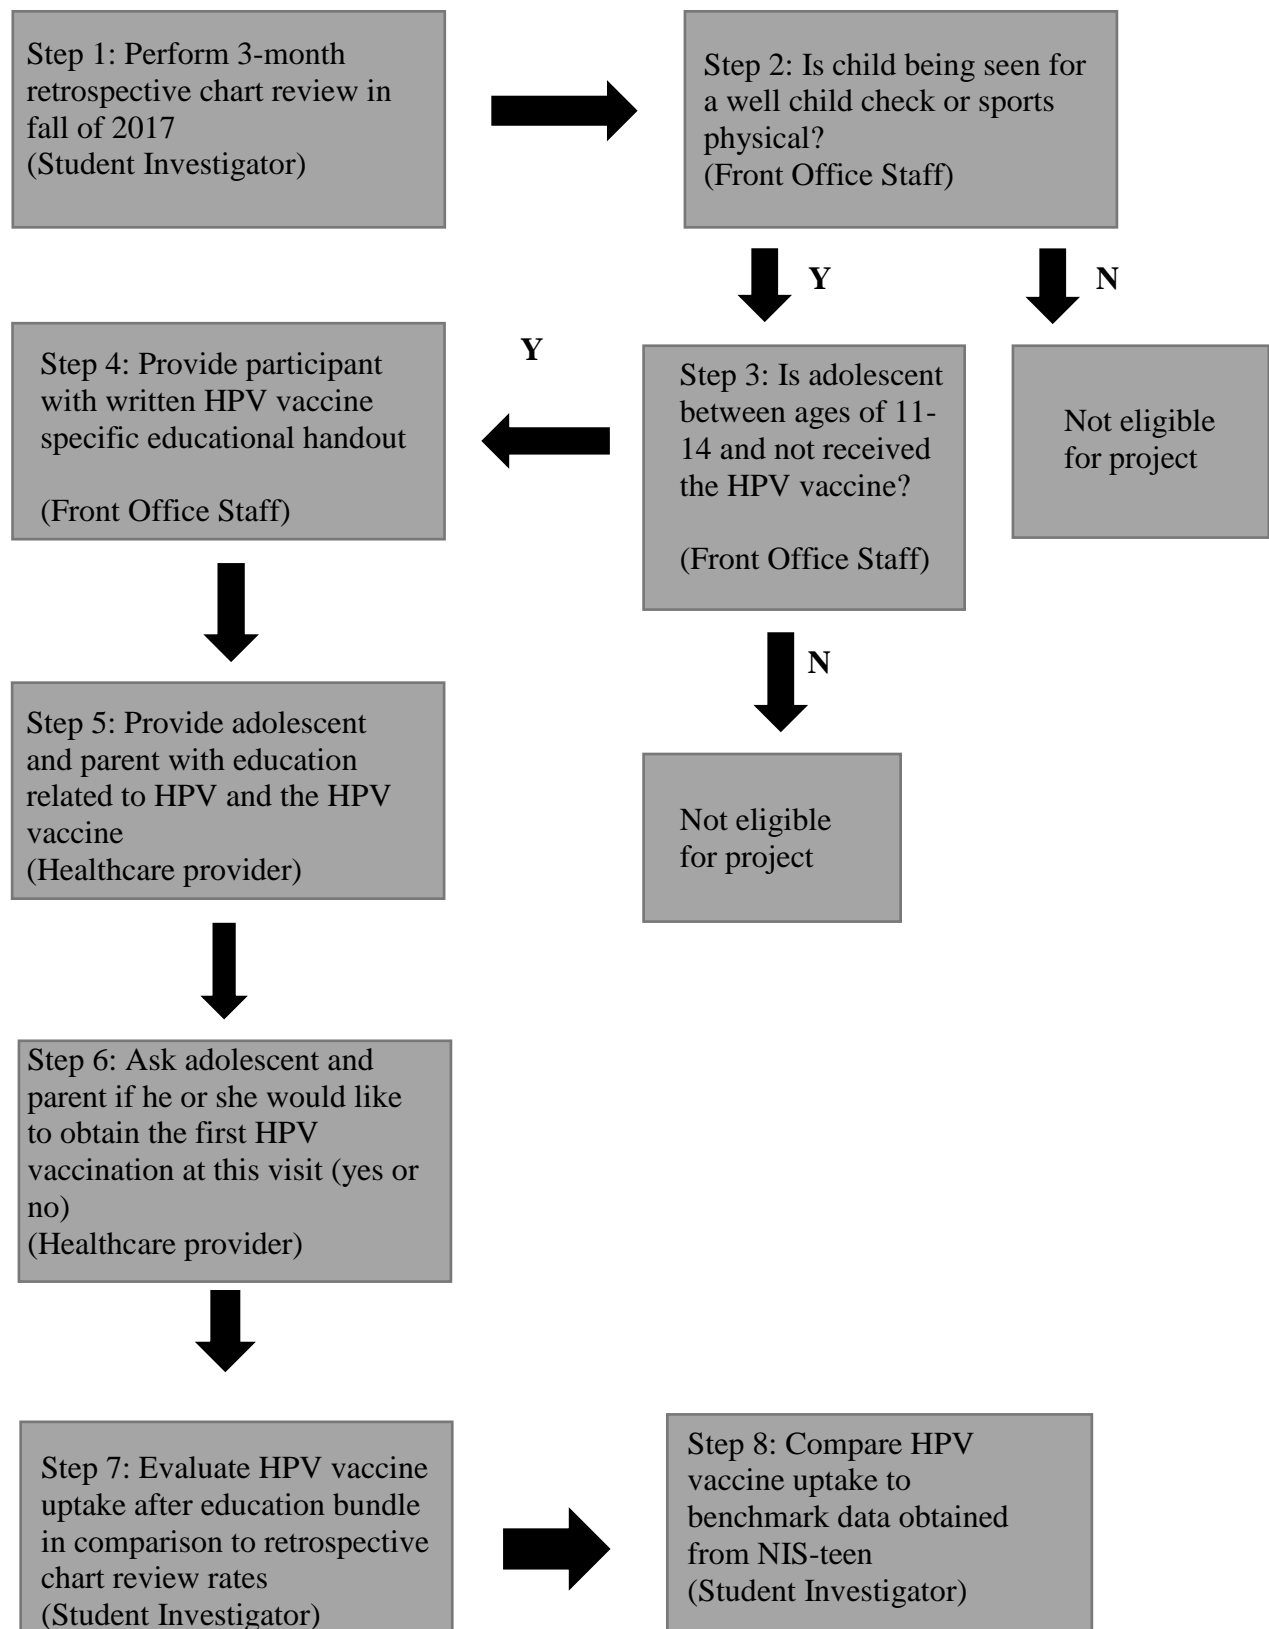 Step 1: Perform 3-month
retrospective chart review in
fall of 2017
(Student Investigator)
Step 2: Is child being seen for
a well child check or sports
physical?
(Front Office Staff)
Y
N
Step 3: Is adolescent
between ages of 11-
14 and not received
the HPV vaccine?
(Front Office Staff)
Not eligible
for project
Y
N
Step 4: Provide participant
with written HPV vaccine
specific educational handout
(Front Office Staff)
Not eligible
for project
Step 5: Provide adolescent
and parent with education
related to HPV and the HPV
vaccine
(Healthcare provider)
Step 6: Ask adolescent and
parent if he or she would like
to obtain the first HPV
vaccination at this visit (yes or
no)
(Healthcare provider)
Step 7: Evaluate HPV vaccine
uptake after education bundle
in comparison to retrospective
chart review rates
(Student Investigator)
Step 8: Compare HPV
vaccine uptake to
benchmark data obtained
from NIS-teen
(Student Investigator)